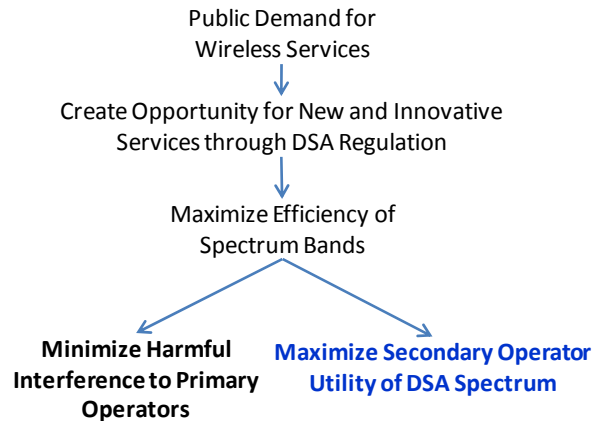 Public Demand for
Wireless Services
Create Opportunity for New and Innovative
Services through DSA Regulation
Maximize Efficiency of
Spectrum Bands
Minimize Harmful
Interference to Primary
Operators
Maximize Secondary Operator
Utility of DSA Spectrum